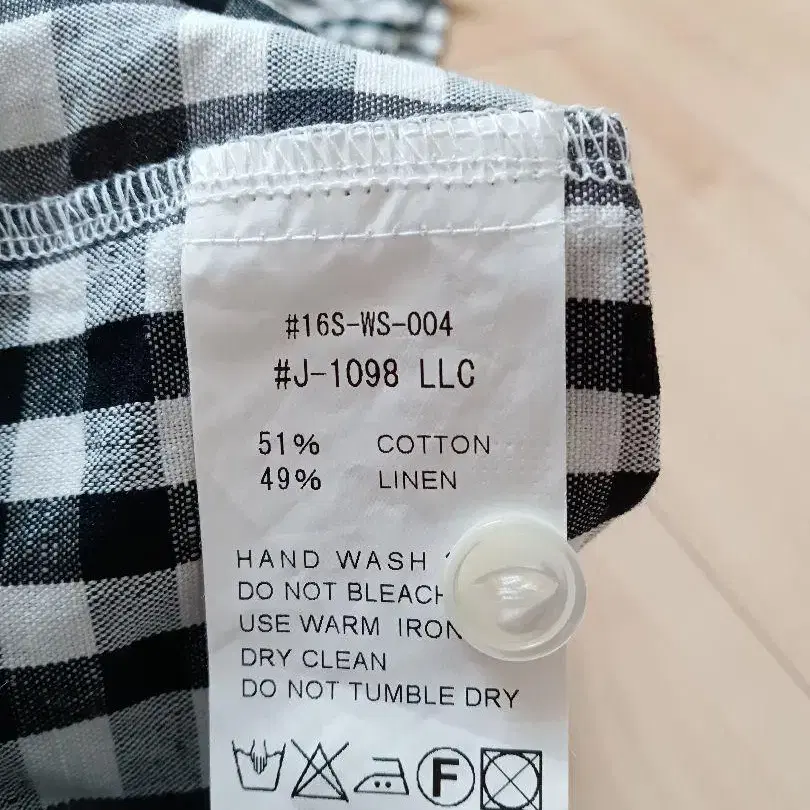 #16S-WS-004
#J-1098 LLC
51% COTTON
49% LINEN
HAND WASH
DO NOT BLEACH
USE WARM IRON
DRY CLEAN
DO NOT TUMBLE DRY
F